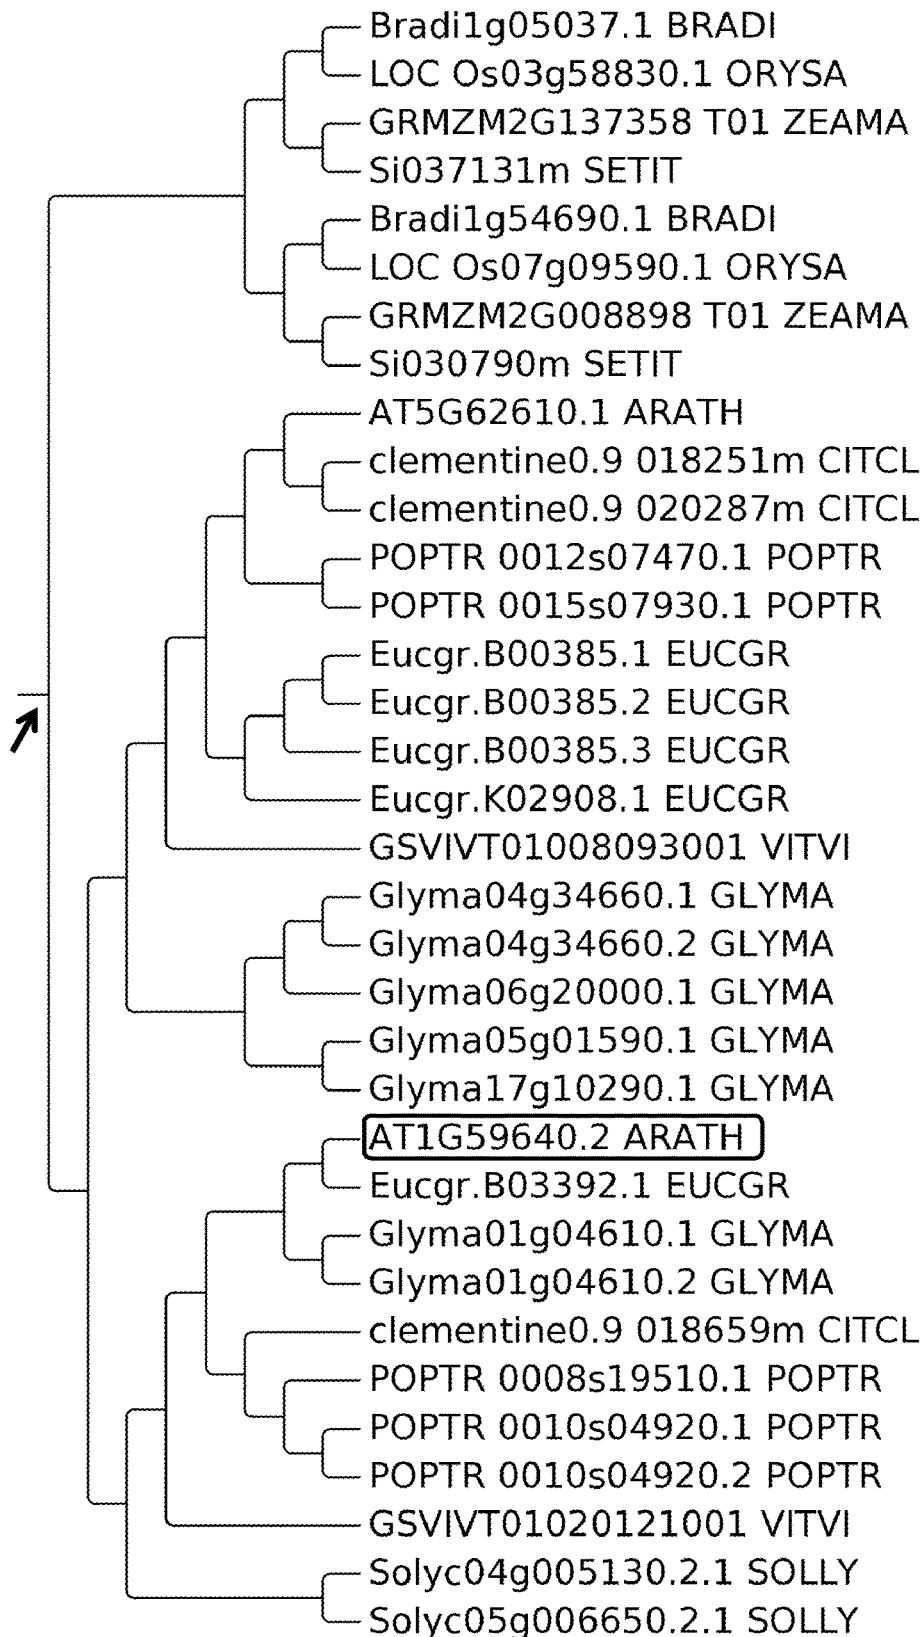 Bradi1g05037.1 BRADI
LOC Os03g58830.1 ORYSA
GRMZM2G137358 T01 ZEAMA
Si037131m SETIT
Bradi1g54690.1 BRADI
LOC Os07g09590.1 ORYSA
GRMZM2G008898 T01 ZEAMA
Si030790m SETIT
AT5G62610.1 ARATH
clementine0.9 018251m CITCL
clementine0.9 020287m CITCL
POPTR 0012s07470.1 POPTR
POPTR 0015s07930.1 POPTR
Eucgr.B00385.1 EUCGR
Eucgr.B00385.2 EUCGR
Eucgr.B00385.3 EUCGR
Eucgr.K02908.1 EUCGR
GSVIVT01008093001 VITVI
Glyma04g34660.1 GLYMA
Glyma04g34660.2 GLYMA
Glyma06g20000.1 GLYMA
Glyma05g01590.1 GLYMA
Glyma17g10290.1 GLYMA
AT1G59640.2 ARATH
Eucgr.B03392.1 EUCGR
Glyma01g04610.1 GLYMA
Glyma01g04610.2 GLYMA
clementine0.9 018659m CITCL
POPTR 0008s19510.1 POPTR
POPTR 0010s04920.1 POPTR
POPTR 0010s04920.2 POPTR
GSVIVT01020121001 VITVI
Solyc04g005130.2.1 SOLLY
Solyc05g006650.2.1 SOLLY